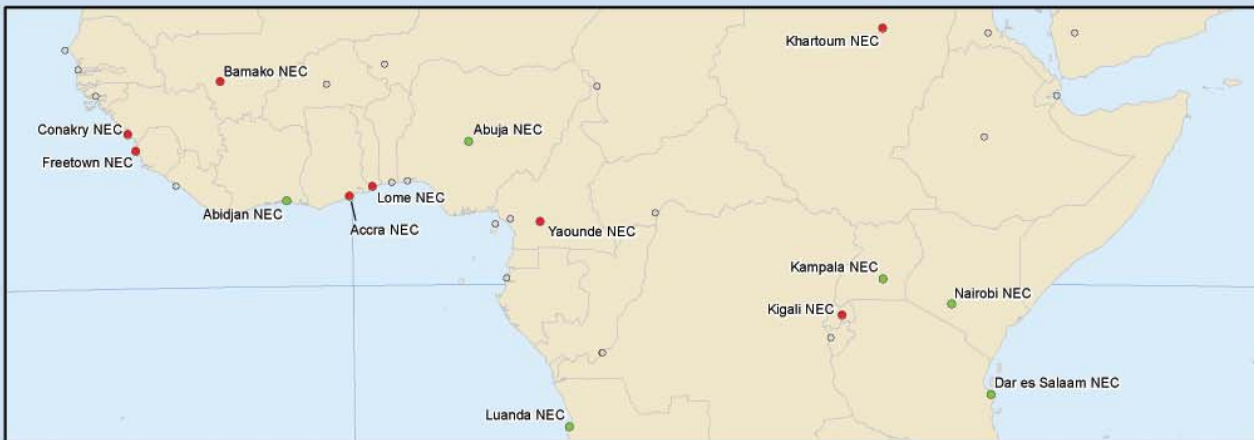 Khartoum NEC
Bamako NEC
Conakry NEC
Abuja NEC
Freetown NEC
Lome NEC
Abidjan NEC
Accra NEC
Yaounde NEC
Kampala NEC
Nairobi NEC
Kigali NEC
Dar es Salaam NEC
Luanda NEC